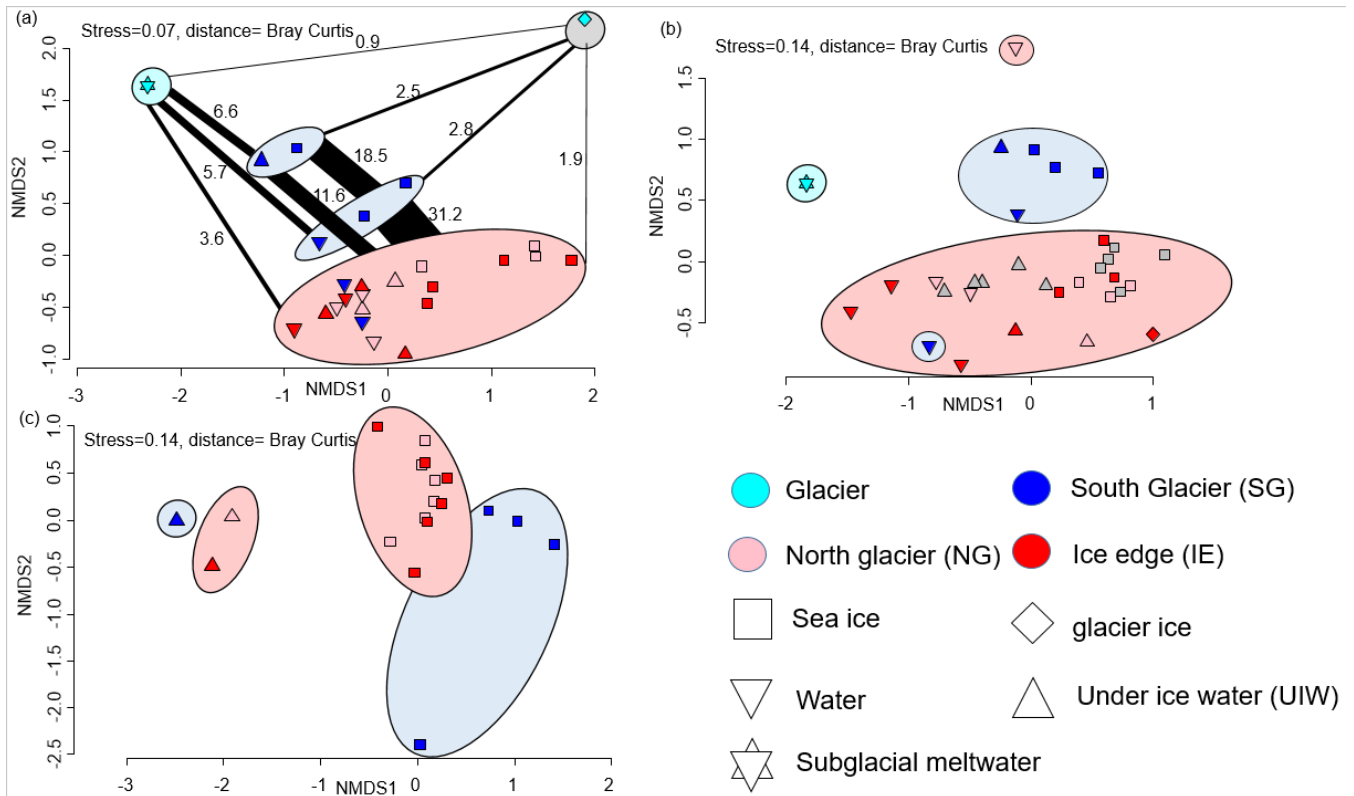 (a)
Stress=0.07, distance= Bray Curtis
0.9
2.5
6.6
2.8
18.5
5.7
11.6
1.9
31.2
3.6
NMDS2
2.0
1.5
1.0
0.5
0.0
-0.5
-1.0
-3 -2 -1 0 1 2
NMDS1
(b)
Stress=0.14, distance= Bray Curtis
NMDS2
1.5
1.0
0.5
0.0
-0.5
-2 -1 0 1
NMDS1
(c)
Stress=0.14, distance= Bray Curtis
NMDS2
1.0
0.5
0.0
-0.5
-1.0
-1.5
-2.0
-2.5
-3 -2 -1 0 1 2
NMDS1
Glacier
South Glacier (SG)
North glacier (NG)
Ice edge (IE)
Sea ice
glacier ice
Water
Under ice water (UIW)
Subglacial meltwater